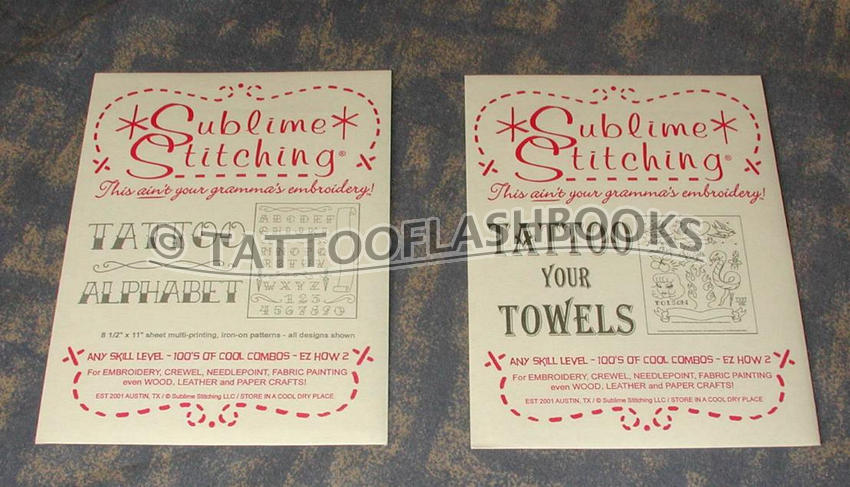 *Sublime*
Stitching®
This ain't your gramma's embroidery!
TATTOO
ALPHABET
8 1/2" x 11" sheet multi-printing, iron-on patterns - all designs shown
ANY SKILL LEVEL - 100'S OF COOL COMBOS - EZ HOW 2
For EMBROIDERY, CREWEL, NEEDLEPOINT, FABRIC PAINTING
even WOOD, LEATHER and PAPER CRAFTS!
EST 2001 AUSTIN, TX / © Sublime Stitching LLC / STORE IN A COOL DRY PLACE
*Sublime*
Stitching®
This ain't your gramma's embroidery!
TATTOO
YOUR
TOWELS
POISON
ANY SKILL LEVEL - 100'S OF COOL COMBOS - EZ HOW 2
For EMBROIDERY, CREWEL, NEEDLEPOINT, FABRIC PAINTING
even WOOD, LEATHER and PAPER CRAFTS!
EST 2001 AUSTIN, TX / © Sublime Stitching LLC / STORE IN A COOL DRY PLACE
© TATTOOFLASHBOOKS